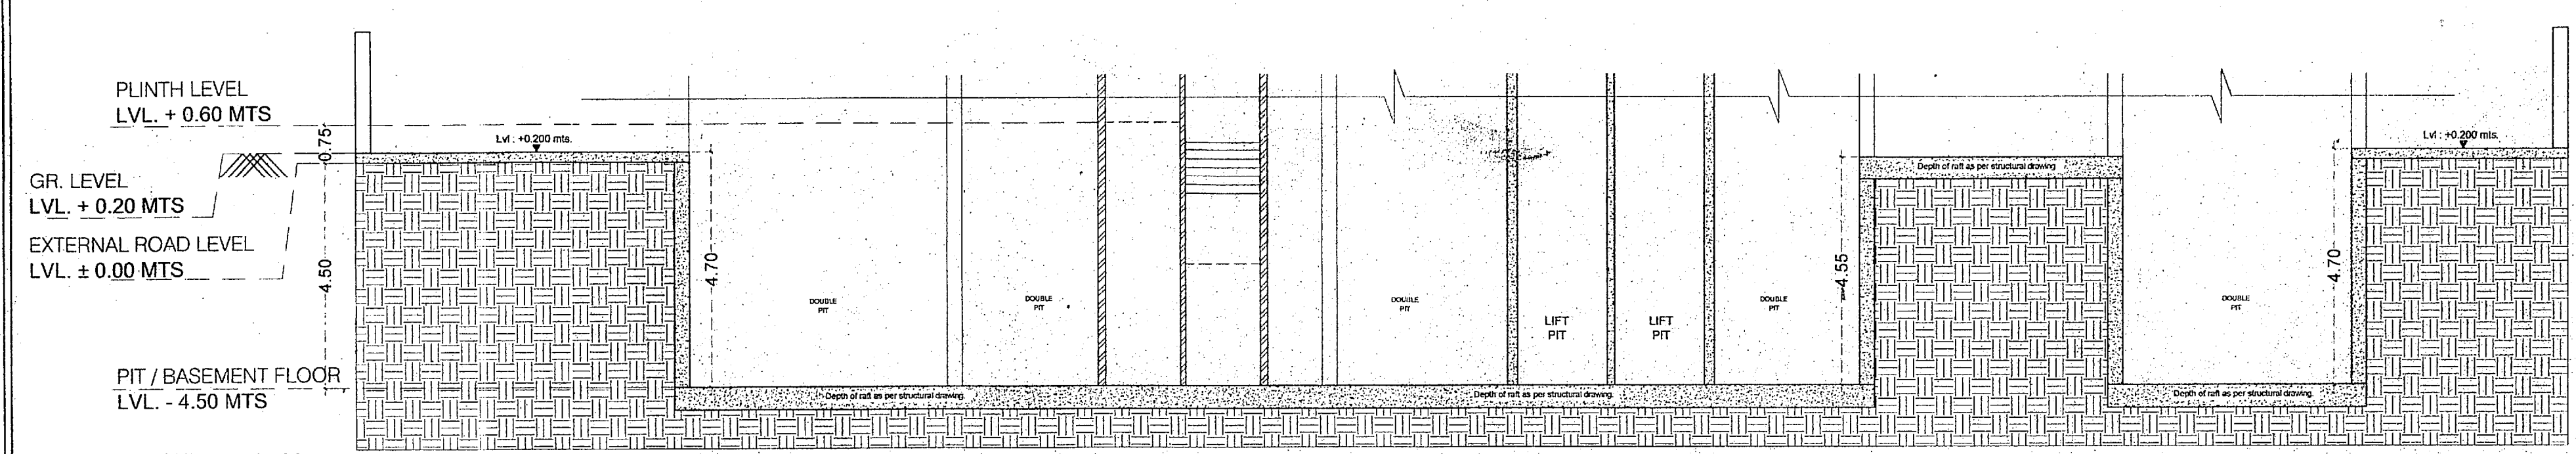 PLINTH LEVEL
LVL. + 0.60 MTS
0.75
Lvl : +0.200 mts.
GR. LEVEL
LVL. + 0.20 MTS
EXTERNAL ROAD LEVEL
LVL. ± 0.00 MTS
4.50
PIT / BASEMENT FLOOR
LVL. - 4.50 MTS
4.70
DOUBLE
PIT
DOUBLE
PIT
DOUBLE
PIT
LIFT
PIT
LIFT
PIT
DOUBLE
PIT
4.55
Depth of raft as per structural drawing
4.70
DOUBLE
PIT
Lvl : +0.200 mts.
Depth of raft as per structural drawing.
Depth of raft as per structural drawing.
Depth of raft as per structural drawing.